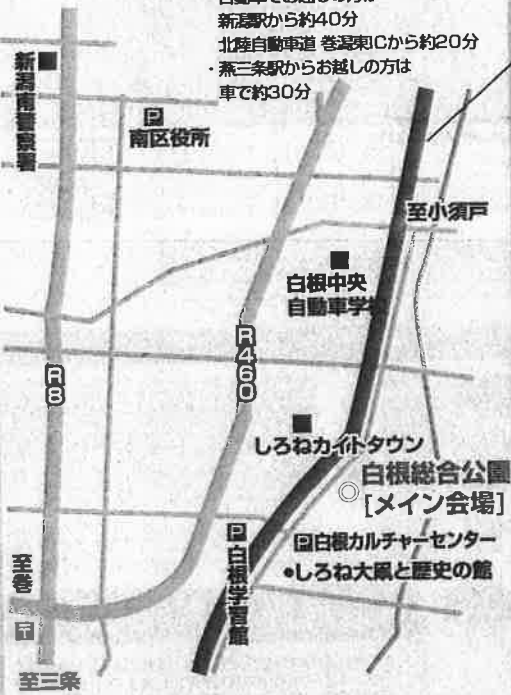 新潟駅から約40分
北陸自動車道 巻潟東ICから約20分
・燕三条駅からお越しの方は
車で約30分
新潟南警察署
P
南区役所
至小須戸
白根中央
自動車学校
R460
R8
しろねカイトタウン
白根総合公園
[メイン会場]
P白根カルチャーセンター
•しろね大凧と歴史の館
P白根学習館
至巻
〒
至三条